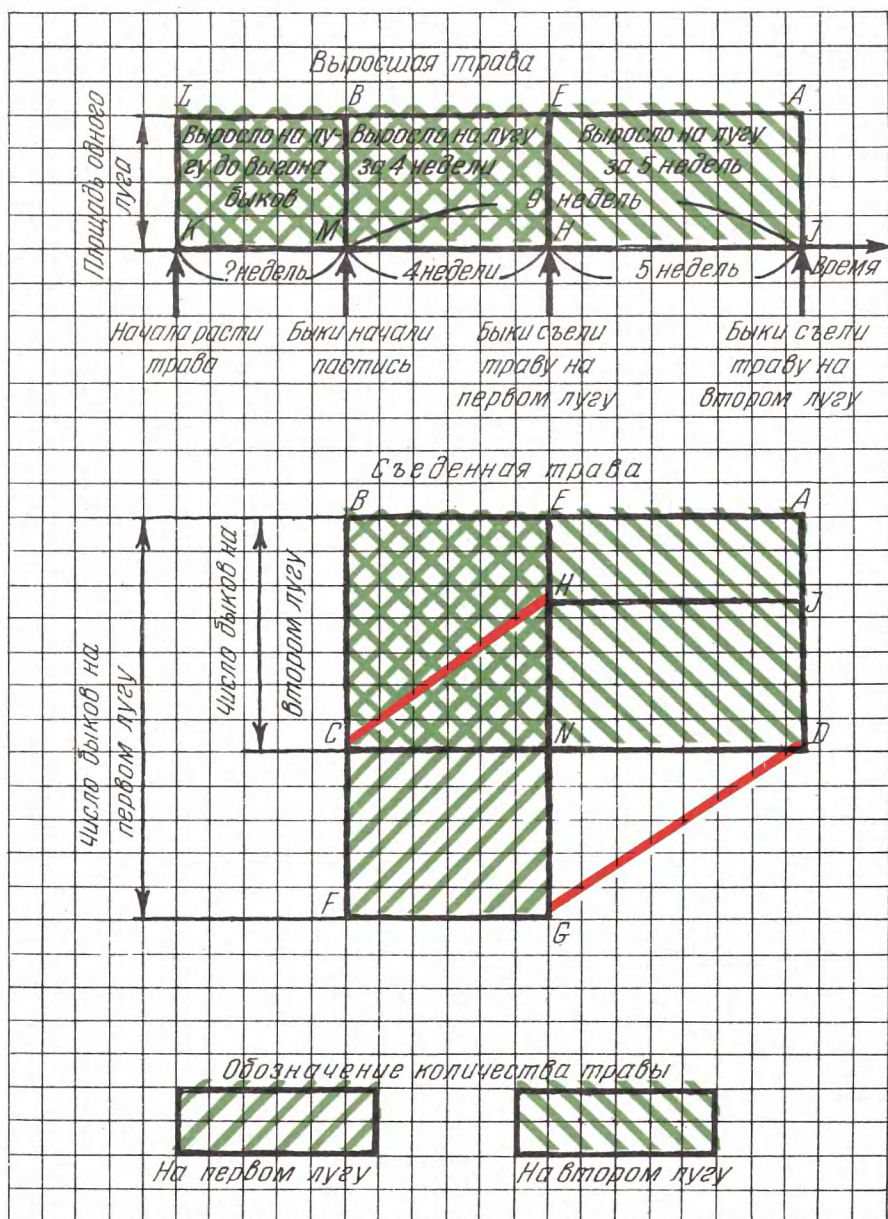 Выросшая трава
L B E A
Площадь одного
луга
Выросло на лу-
гу до выгона
быков
Выросло на лугу
за 4 недели
Выросло на лугу
за 5 недель
9 недель
K M H J
?недель
4 недели
5 недель
Время
Начала расти
трава
Быки начали
пастись
Быки съели
траву на
первом лугу
Быки съели
траву на
втором лугу
Съеденная трава
B E A
Число быков на
первом лугу
Число быков на
втором лугу
H J
C N D
F G
Обозначение количества травы
На первом лугу
На втором лугу